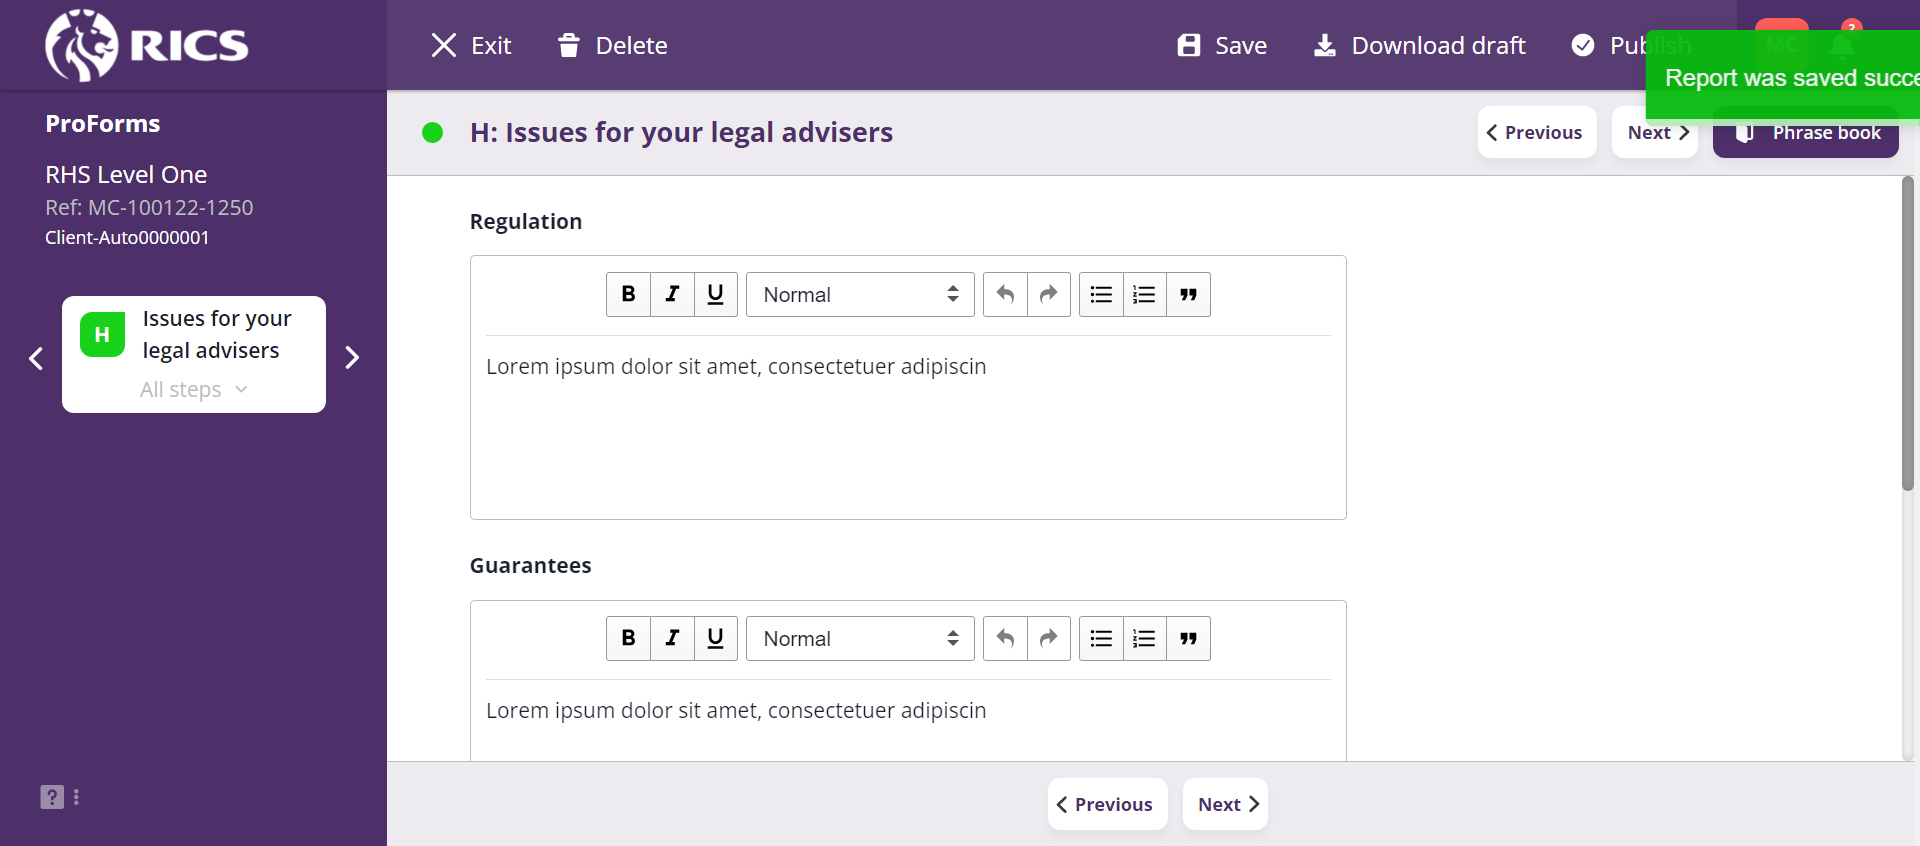 RICS
Exit
Delete
Save
Download draft
Publish
MC
2
Report was saved
ProForms
RHS Level One
Ref: MC-100122-1250
Client-Auto0000001
H
Issues for your
legal advisers
All steps
H: Issues for your legal advisers
Previous
Next
Phrase book
Regulation
B I U
Normal
Lorem ipsum dolor sit amet, consectetuer adipiscin
Guarantees
B I U
Normal
Lorem ipsum dolor sit amet, consectetuer adipiscin
?
Previous
Next